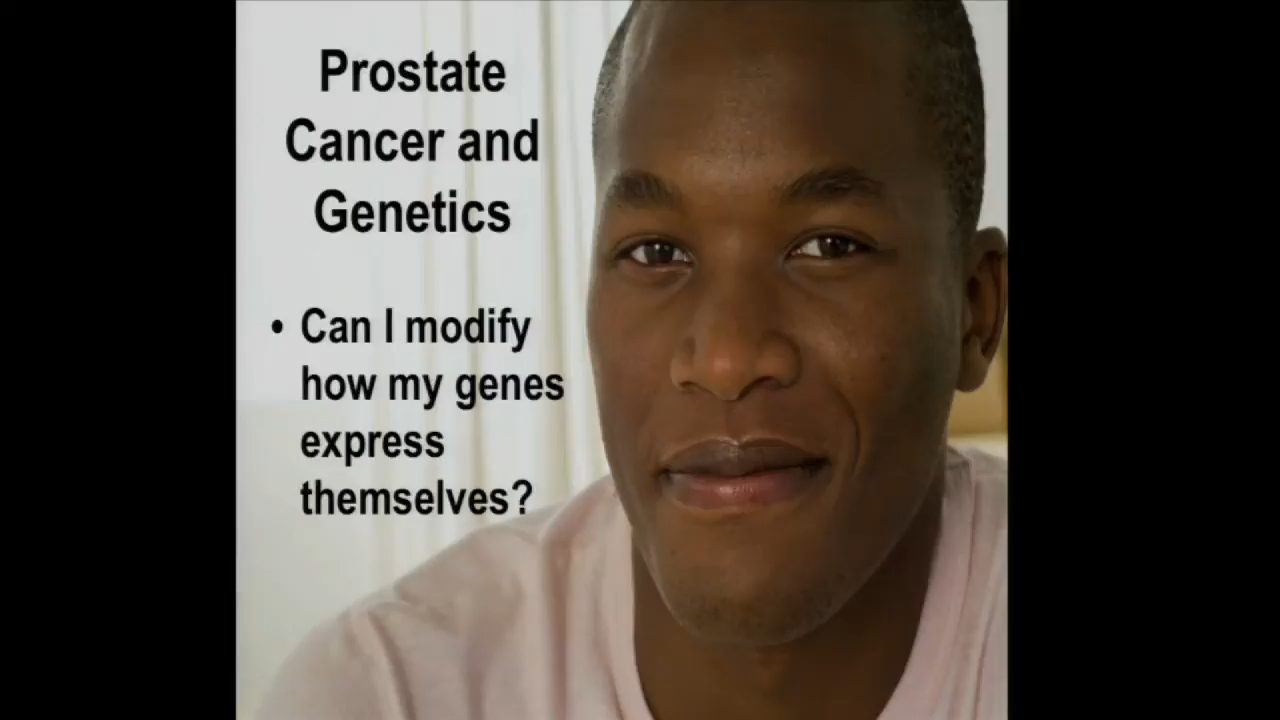 Prostate
Cancer and
Genetics
• Can I modify
how my genes
express
themselves?